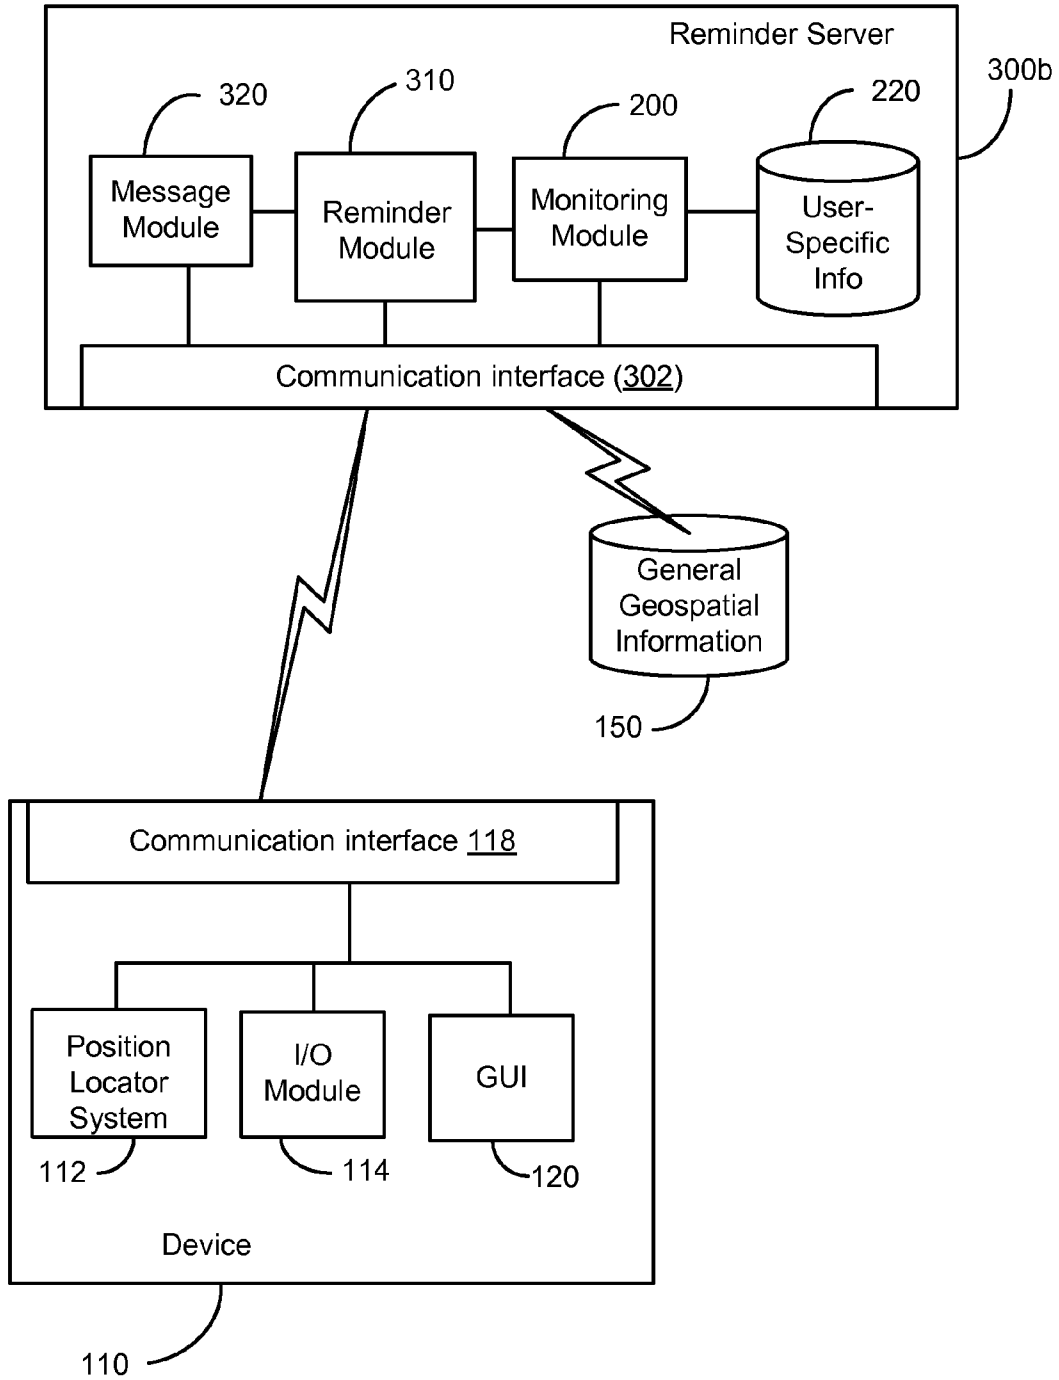 Reminder Server
300b
320
310
200
220
Message
Module
Reminder
Module
Monitoring
Module
User-
Specific
Info
Communication interface (302)
General
Geospatial
Information
150
Communication interface 118
Position
Locator
System
I/O
Module
GUI
112
114
120
Device
110